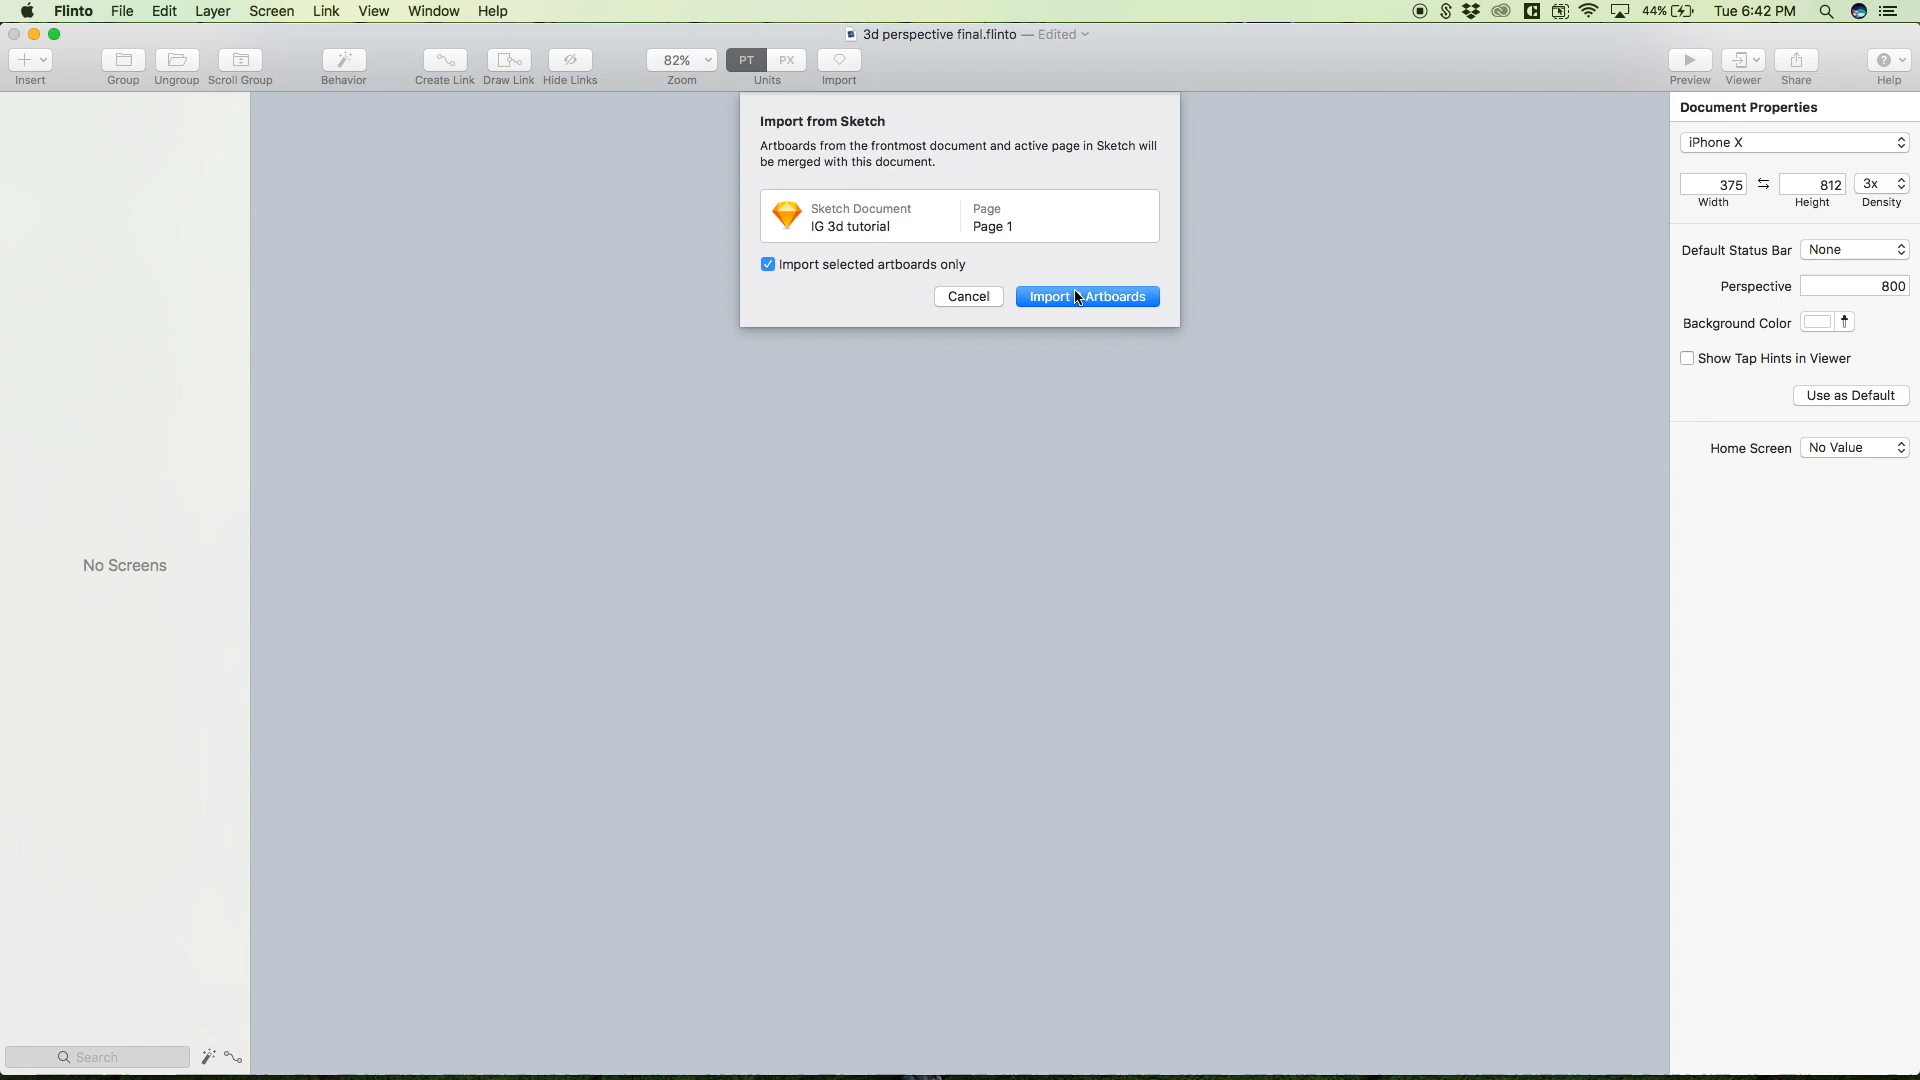 Flinto File Edit Layer Screen Link View Window Help 44% Tue 6:42 PM
3d perspective final.flinto — Edited
82% PT PX
Insert Group Ungroup Scroll Group Behavior Create Link Draw Link Hide Links Zoom Units Import Preview Viewer Share Help
Import from Sketch
Artboards from the frontmost document and active page in Sketch will
be merged with this document.
Sketch Document Page
IG 3d tutorial Page 1
Import selected artboards only
Cancel Import Artboards
Document Properties
iPhone X
375 812 3x
Width Height Density
Default Status Bar None
Perspective 800
Background Color
Show Tap Hints in Viewer
Use as Default
Home Screen No Value
No Screens
Search